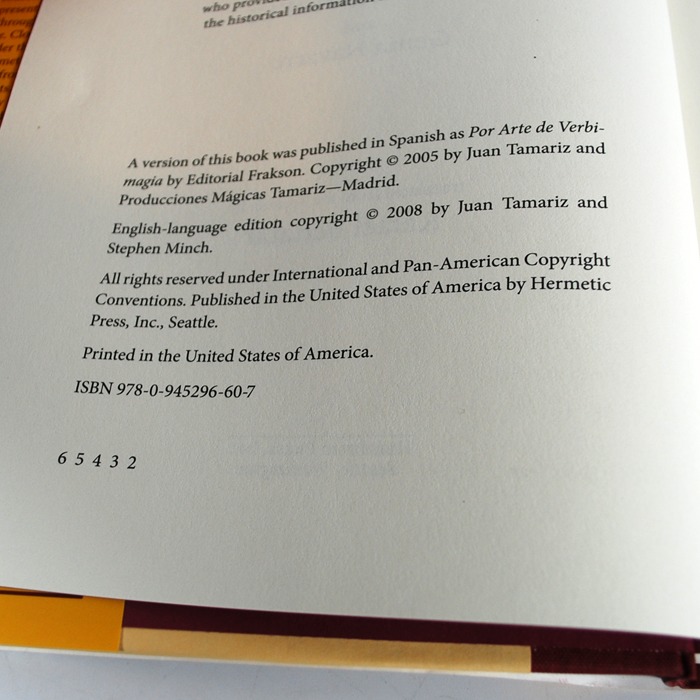 who provi
the historical information
A version of this book was published in Spanish as Por Arte de Verbi-
magia by Editorial Frakson. Copyright © 2005 by Juan Tamariz and
Producciones Mágicas Tamariz—Madrid.
English-language edition copyright © 2008 by Juan Tamariz and
Stephen Minch.
All rights reserved under International and Pan-American Copyright
Conventions. Published in the United States of America by Hermetic
Press, Inc., Seattle.
Printed in the United States of America.
ISBN 978-0-945296-60-7
6 5 4 3 2